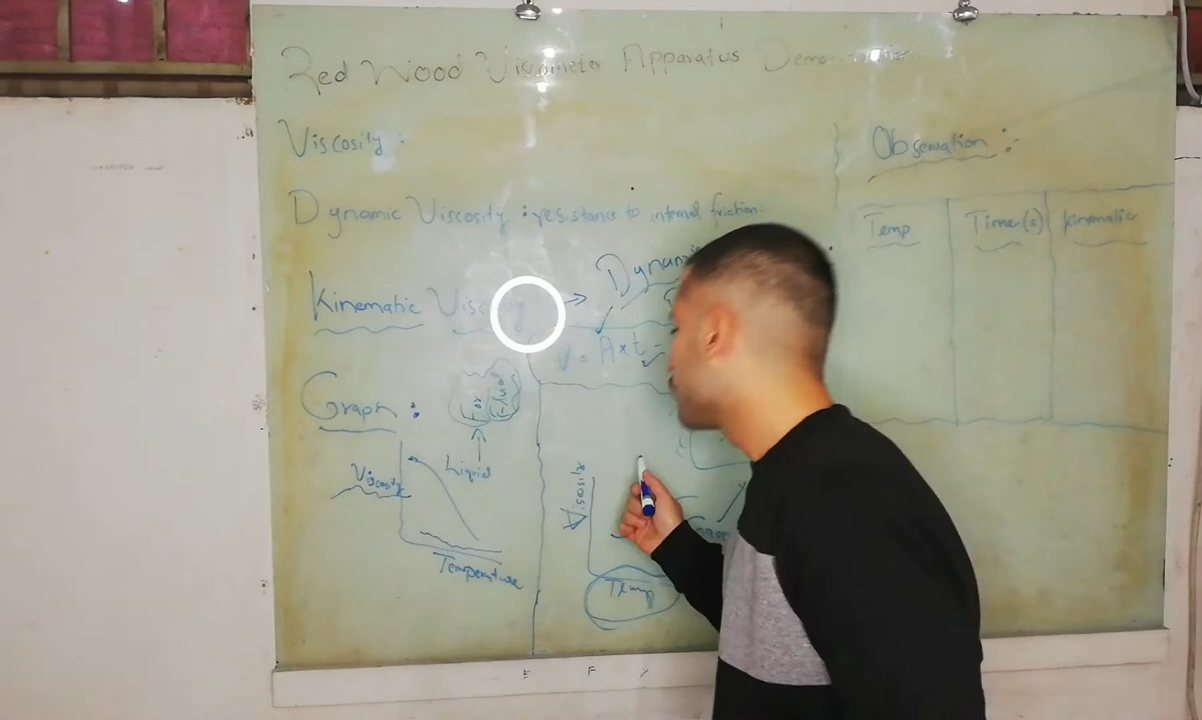 Red Wood Viscometer Apparatus
Viscosity :
Dynamic Viscosity : resistance to internal friction.
Kinematic
Graph :
For
Liquid
Viscosity
Temperature
A x t -
Viscosity
Temp
Observation :-
Temp Time (s) kinematic